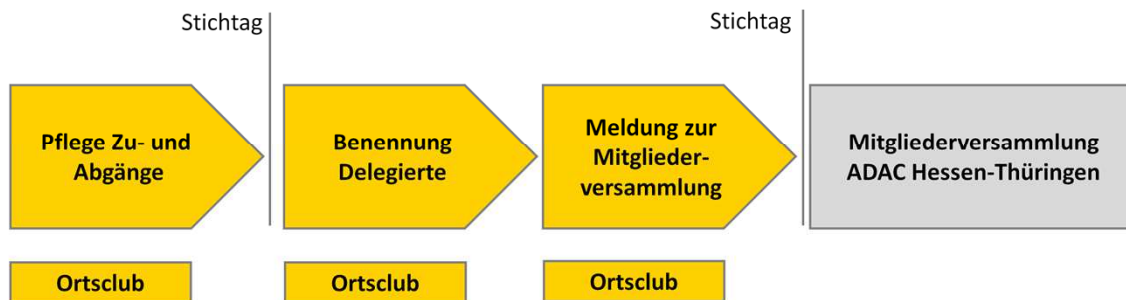 Stichtag
Stichtag
Pflege Zu- und
Abgänge
Benennung
Delegierte
Meldung zur
Mitglieder-
versammlung
Mitgliederversammlung
ADAC Hessen-Thüringen
Ortsclub
Ortsclub
Ortsclub